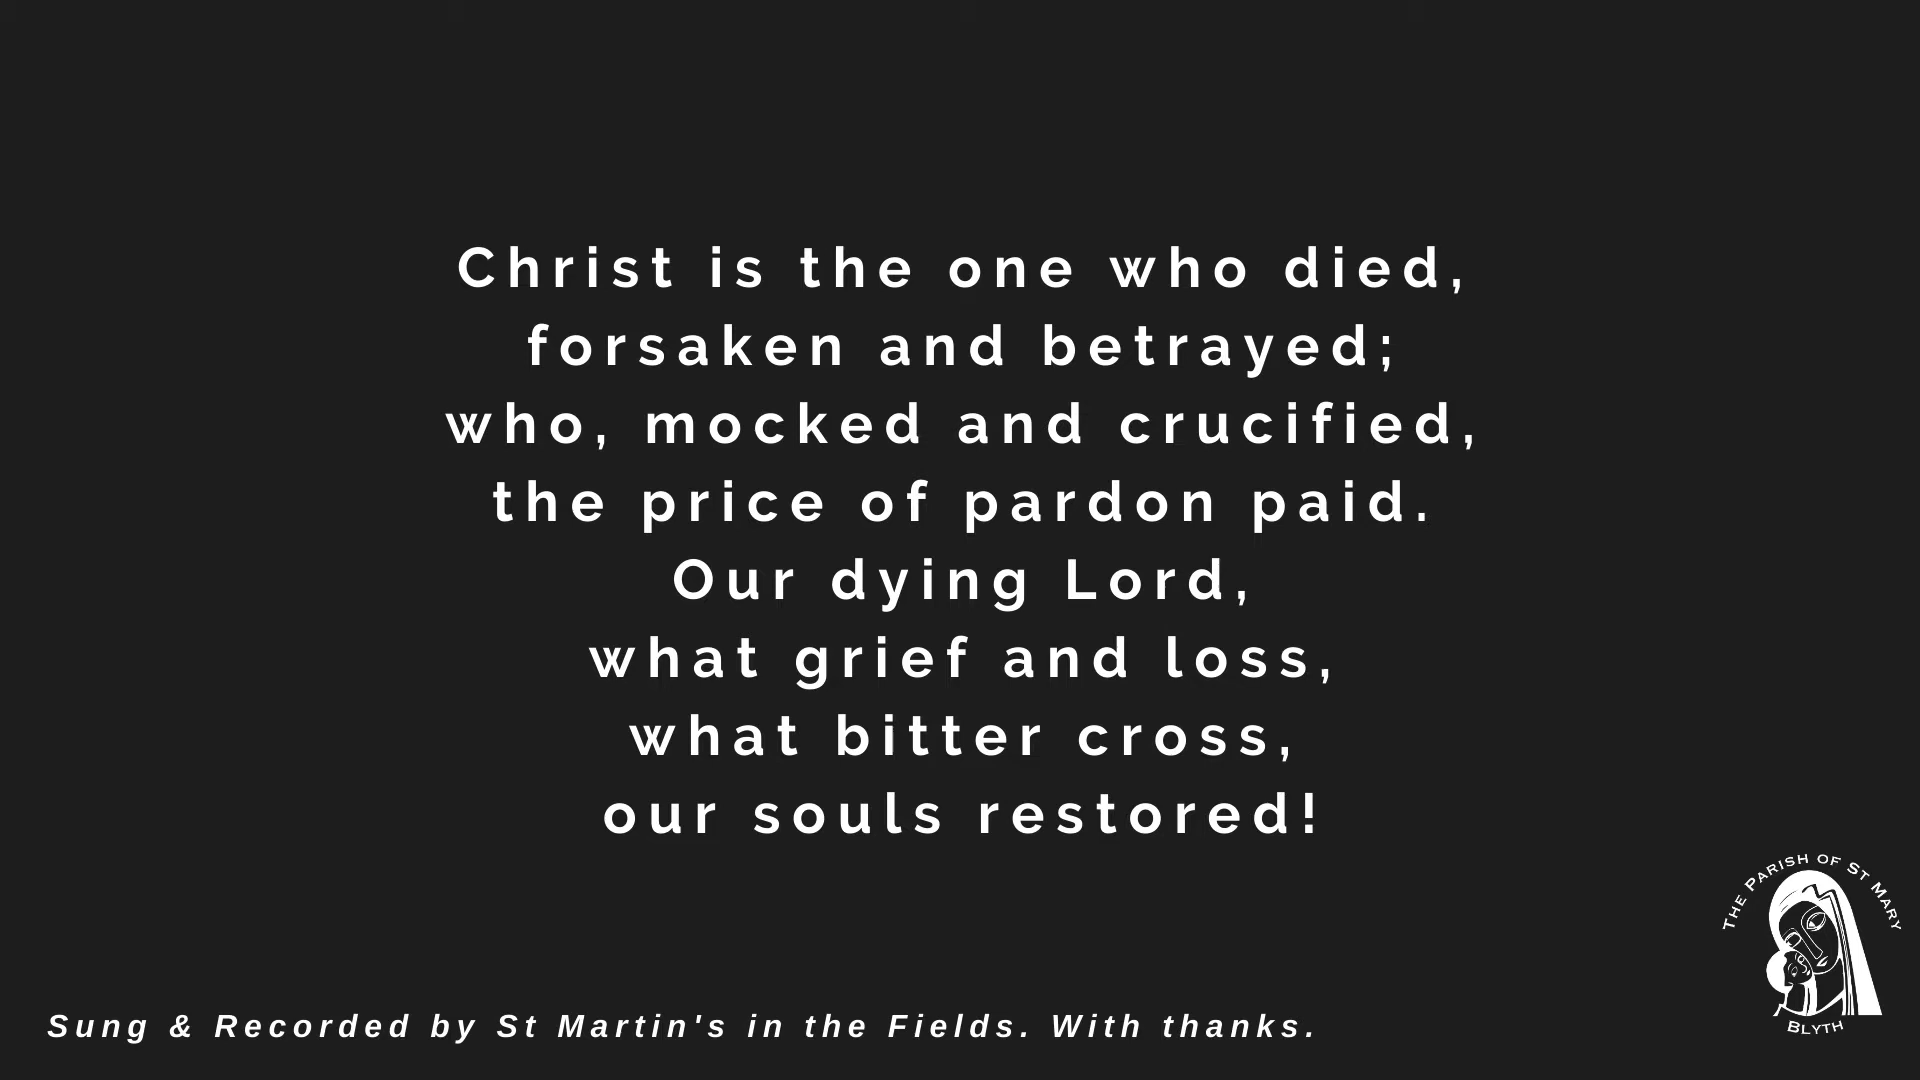 Christ is the one who died,
forsaken and betrayed;
who, mocked and crucified,
the price of pardon paid.
Our dying Lord,
what grief and loss,
what bitter cross,
our souls restored!
The Parish of St Mary
Blyth
Sung & Recorded by St Martin's in the Fields. With thanks.